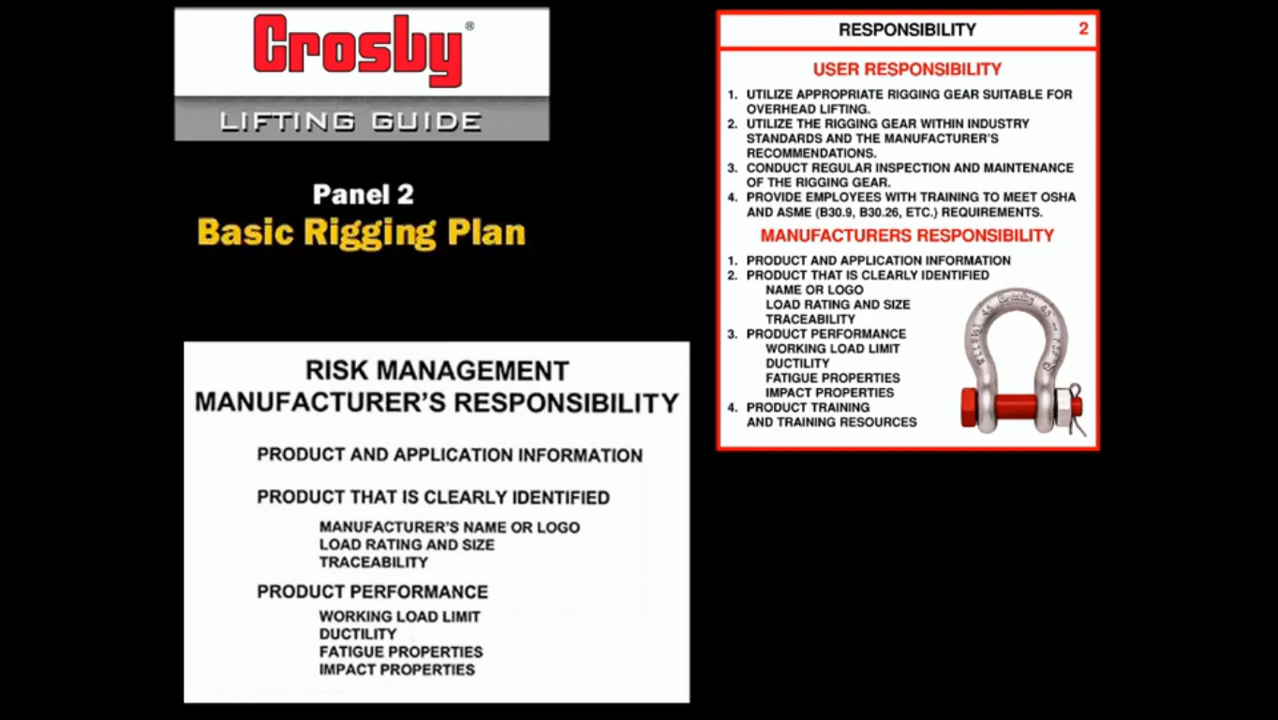 Crosby®
LIFTING GUIDE
Panel 2
Basic Rigging Plan
RISK MANAGEMENT
MANUFACTURER'S RESPONSIBILITY
PRODUCT AND APPLICATION INFORMATION
PRODUCT THAT IS CLEARLY IDENTIFIED
MANUFACTURER'S NAME OR LOGO
LOAD RATING AND SIZE
TRACEABILITY
PRODUCT PERFORMANCE
WORKING LOAD LIMIT
DUCTILITY
FATIGUE PROPERTIES
IMPACT PROPERTIES
RESPONSIBILITY 2
USER RESPONSIBILITY
1. UTILIZE APPROPRIATE RIGGING GEAR SUITABLE FOR
OVERHEAD LIFTING.
2. UTILIZE THE RIGGING GEAR WITHIN INDUSTRY
STANDARDS AND THE MANUFACTURER'S
RECOMMENDATIONS.
3. CONDUCT REGULAR INSPECTION AND MAINTENANCE
OF THE RIGGING GEAR.
4. PROVIDE EMPLOYEES WITH TRAINING TO MEET OSHA
AND ASME (B30.9, B30.26, ETC.) REQUIREMENTS.
MANUFACTURERS RESPONSIBILITY
1. PRODUCT AND APPLICATION INFORMATION
2. PRODUCT THAT IS CLEARLY IDENTIFIED
NAME OR LOGO
LOAD RATING AND SIZE
TRACEABILITY
3. PRODUCT PERFORMANCE
WORKING LOAD LIMIT
DUCTILITY
FATIGUE PROPERTIES
IMPACT PROPERTIES
4. PRODUCT TRAINING
AND TRAINING RESOURCES
Crosby